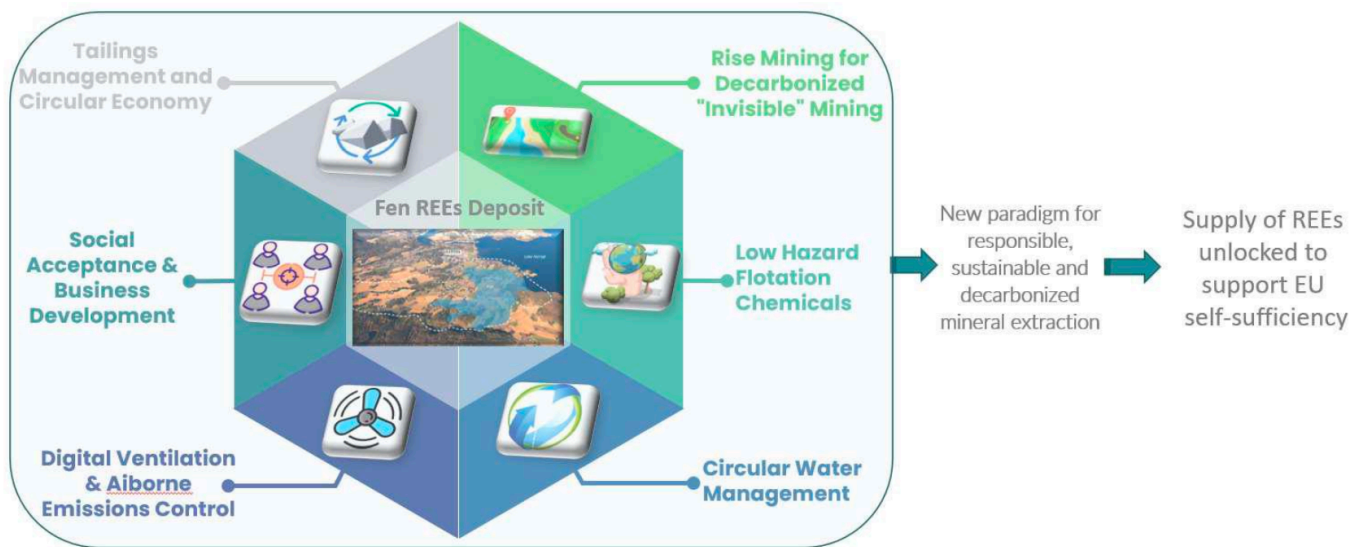 Tailings
Management and
Circular Economy
Rise Mining for
Decarbonized
"Invisible" Mining
Fen REEs Deposit
Social
Acceptance &
Business
Development
Low Hazard
Flotation
Chemicals
Digital Ventilation
& Aiborne
Emissions Control
Circular Water
Management
New paradigm for
responsible,
sustainable and
decarbonized
mineral extraction
Supply of REEs
unlocked to
support EU
self-sufficiency